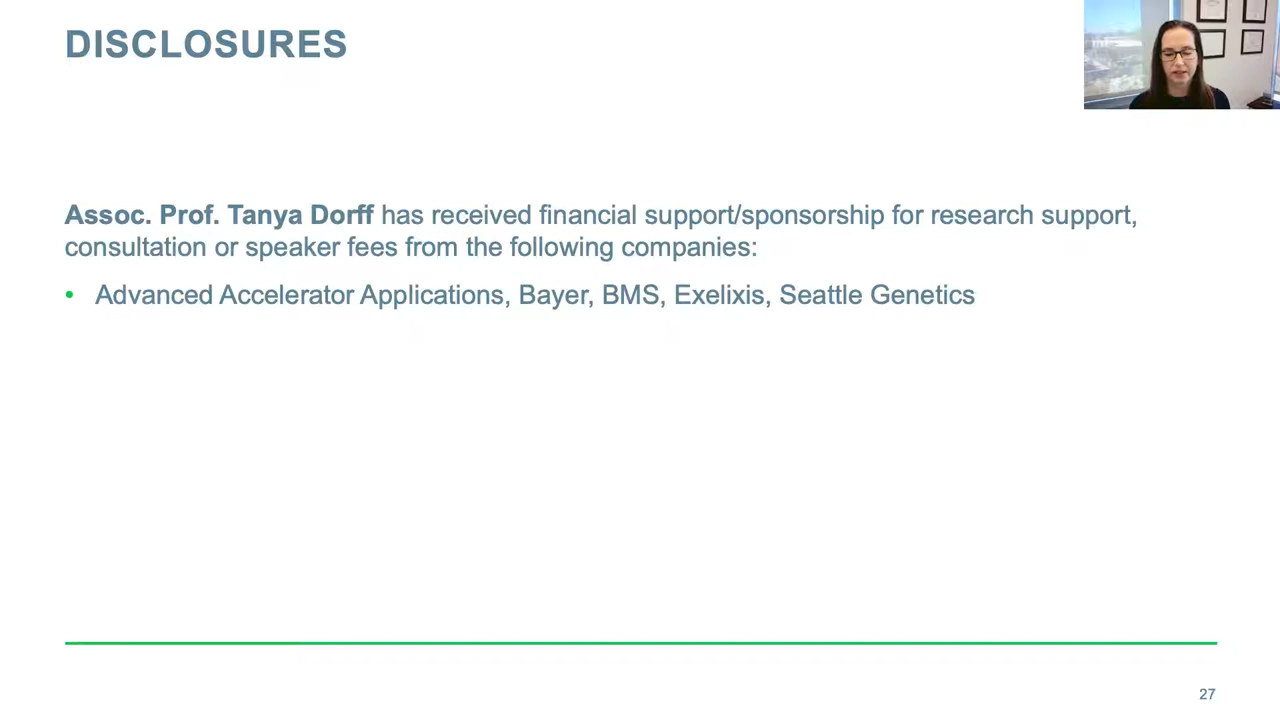 DISCLOSURES
Assoc. Prof. Tanya Dorff has received financial support/sponsorship for research support,
consultation or speaker fees from the following companies:
• Advanced Accelerator Applications, Bayer, BMS, Exelixis, Seattle Genetics
27